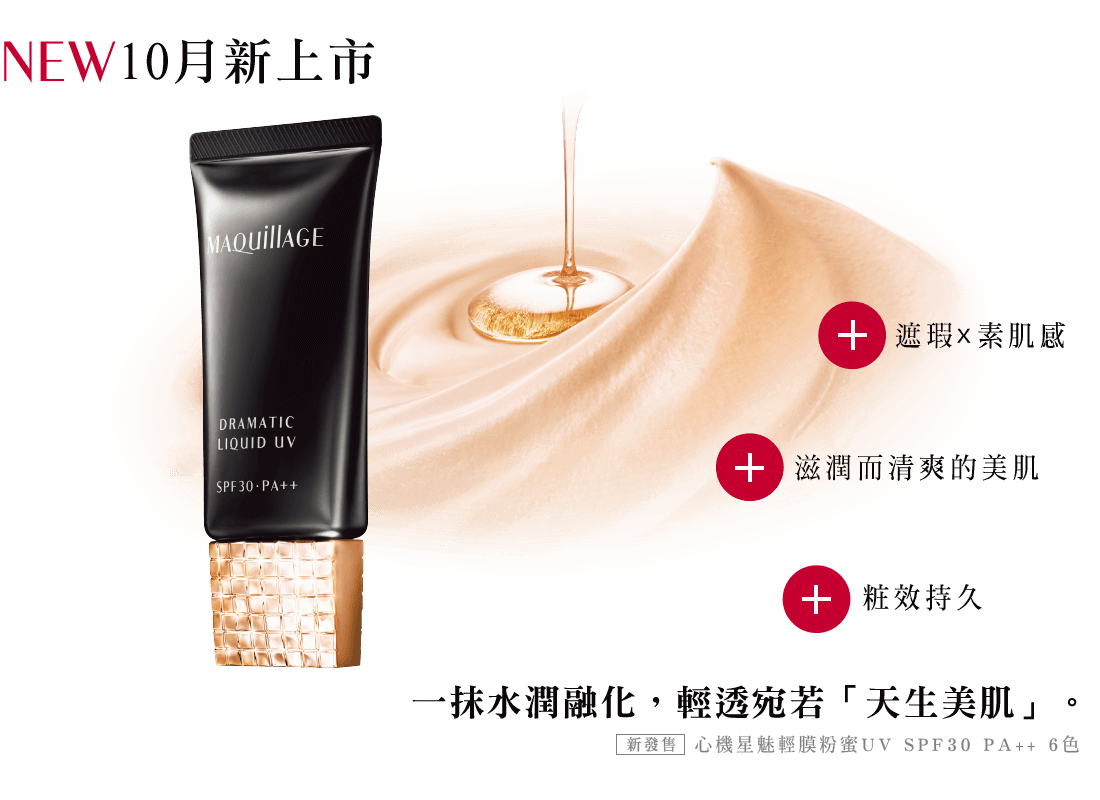 NEW10月新上市
MAQuillAGE
DRAMATIC
LIQUID UV
SPF30·PA++
遮瑕x素肌感
滋潤而清爽的美肌
粧效持久
一抹水潤融化，輕透宛若「天生美肌」。
新發售 心機星魅輕膜粉蜜UV SPF30 PA++ 6色